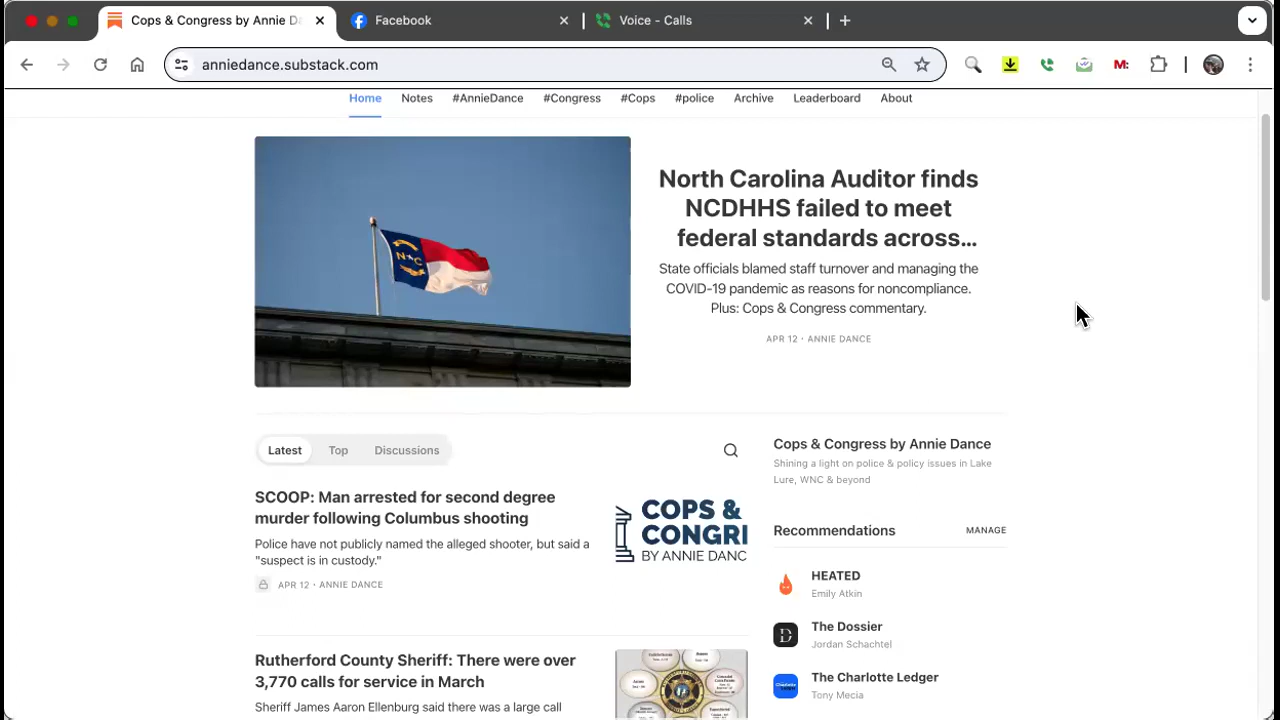 Cops & Congress by Annie D
Facebook
Voice - Calls
anniedance.substack.com
M:
Home
Notes
#AnnieDance
#Congress
#Cops
#police
Archive
Leaderboard
About
N C
North Carolina Auditor finds
NCDHHS failed to meet
federal standards across...
State officials blamed staff turnover and managing the
COVID-19 pandemic as reasons for noncompliance.
Plus: Cops & Congress commentary.
APR 12 · ANNIE DANCE
Latest
Top
Discussions
SCOOP: Man arrested for second degree
murder following Columbus shooting
Police have not publicly named the alleged shooter, but said a
"suspect is in custody."
APR 12 · ANNIE DANCE
COPS &
CONGRI
BY ANNIE DANC
Rutherford County Sheriff: There were over
3,770 calls for service in March
Sheriff James Aaron Ellenburg said there was a large call
Cops & Congress by Annie Dance
Shining a light on police & policy issues in Lake
Lure, WNC & beyond
Recommendations
MANAGE
HEATED
Emily Atkin
D
The Dossier
Jordan Schachtel
The Charlotte Ledger
Tony Mecia